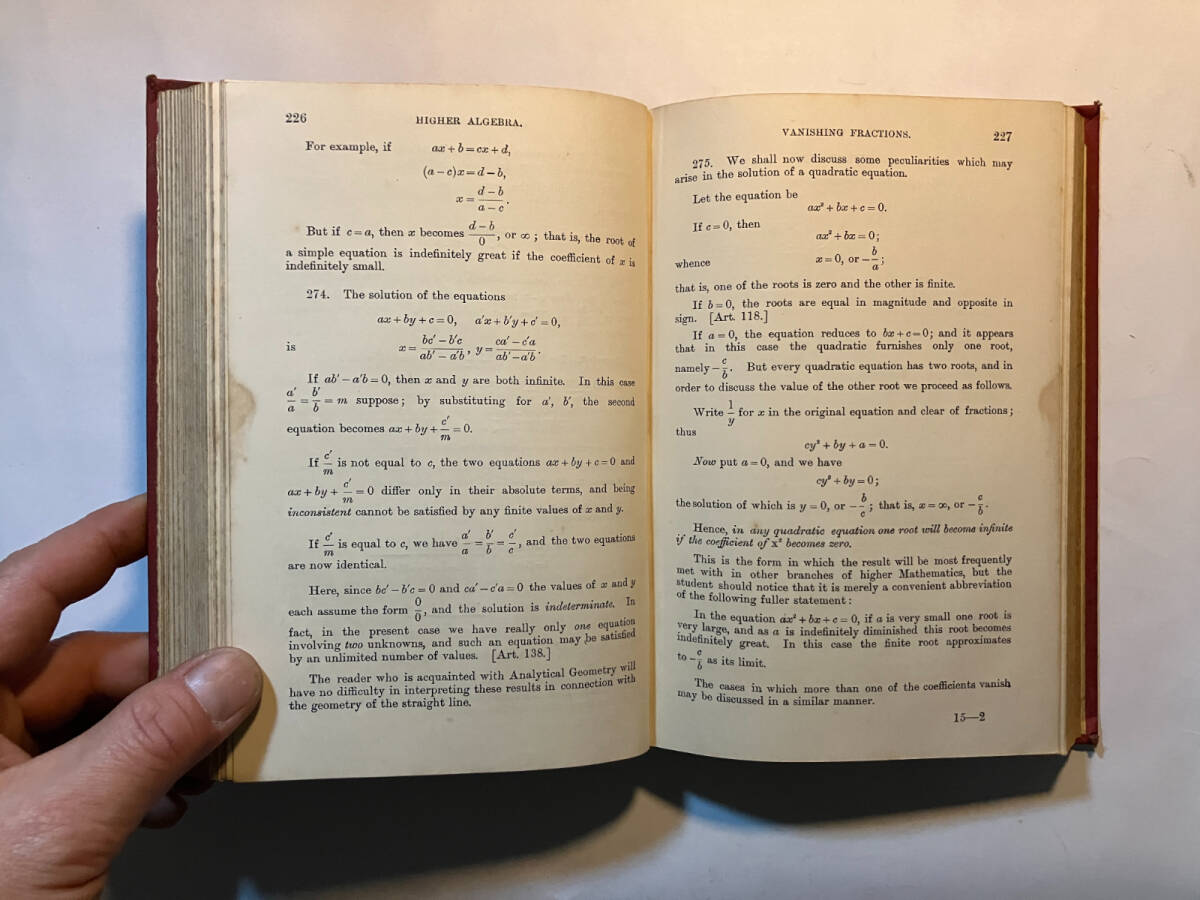 226 HIGHER ALGEBRA.
For example, if ax + b = cx + d,
(a − c)x = d − b,
x = (d − b)/(a − c).
But if c = a, then x becomes (d − b)/0, or ∞ ; that is, the root of
a simple equation is indefinitely great if the coefficient of x is
indefinitely small.
274. The solution of the equations
ax + by + c = 0, a′x + b′y + c′ = 0,
is x = (bc′ − b′c)/(ab′ − a′b), y = (ca′ − c′a)/(ab′ − a′b).
If ab′ − a′b = 0, then x and y are both infinite. In this case
a′/a = b′/b = m suppose; by substituting for a′, b′, the second
equation becomes ax + by + c′/m = 0.
If c′/m is not equal to c, the two equations ax + by + c = 0 and
ax + by + c′/m = 0 differ only in their absolute terms, and being
inconsistent cannot be satisfied by any finite values of x and y.
If c′/m is equal to c, we have a′/a = b′/b = c′/c, and the two equations
are now identical.
Here, since bc′ − b′c = 0 and ca′ − c′a = 0 the values of x and y
each assume the form 0/0, and the solution is indeterminate. In
fact, in the present case we have really only one equation
involving two unknowns, and such an equation may be satisfied
by an unlimited number of values. [Art. 138.]
The reader who is acquainted with Analytical Geometry will
have no difficulty in interpreting these results in connection with
the geometry of the straight line.
VANISHING FRACTIONS. 227
275. We shall now discuss some peculiarities which may
arise in the solution of a quadratic equation.
Let the equation be
ax² + bx + c = 0.
If c = 0, then
ax² + bx = 0;
whence x = 0, or −b/a;
that is, one of the roots is zero and the other is finite.
If b = 0, the roots are equal in magnitude and opposite in
sign. [Art. 118.]
If a = 0, the equation reduces to bx + c = 0; and it appears
that in this case the quadratic furnishes only one root,
namely −c/b. But every quadratic equation has two roots, and in
order to discuss the value of the other root we proceed as follows.
Write 1/y for x in the original equation and clear of fractions;
thus
cy² + by + a = 0.
Now put a = 0, and we have
cy² + by = 0;
the solution of which is y = 0, or −b/c; that is, x = ∞, or −c/b.
Hence, in any quadratic equation one root will become infinite
if the coefficient of x² becomes zero.
This is the form in which the result will be most frequently
met with in other branches of higher Mathematics, but the
student should notice that it is merely a convenient abbreviation
of the following fuller statement:
In the equation ax² + bx + c = 0, if a is very small one root is
very large, and as a is indefinitely diminished this root becomes
indefinitely great. In this case the finite root approximates
to −c/b as its limit.
The cases in which more than one of the coefficients vanish
may be discussed in a similar manner.
15—2